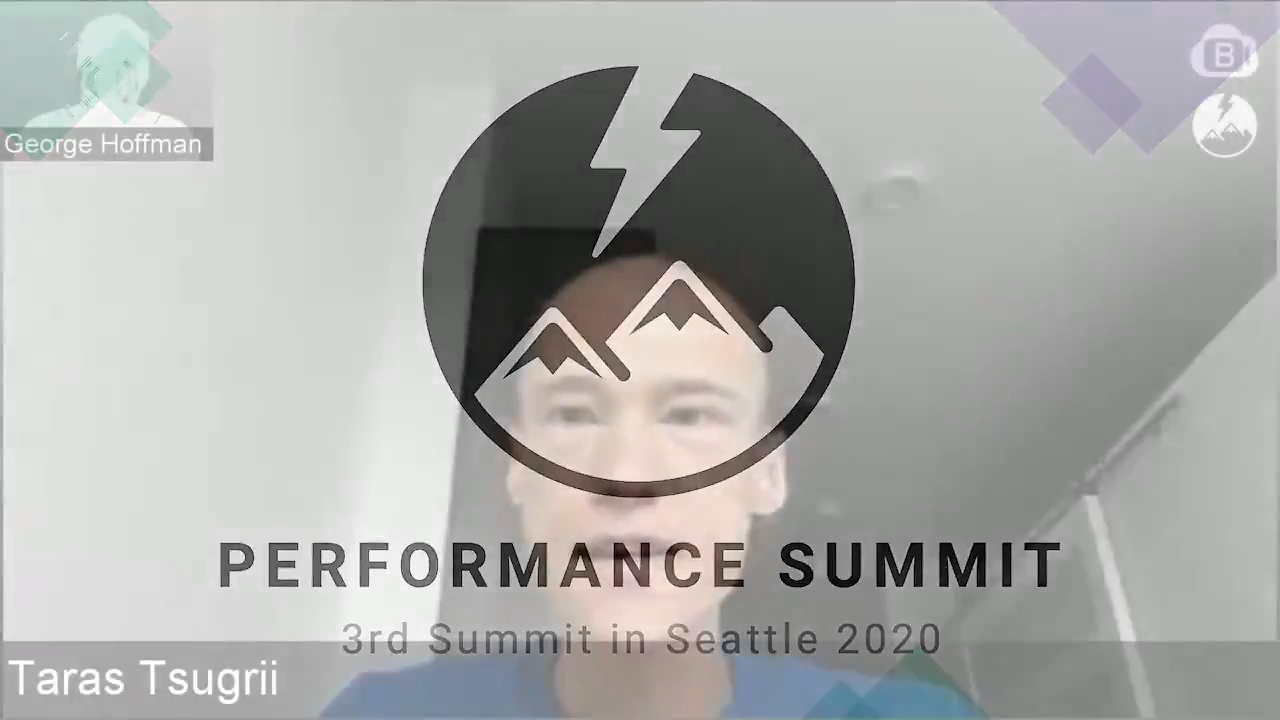 George Hoffman
B
PERFORMANCE SUMMIT
3rd Summit in Seattle 2020
Taras Tsugrii